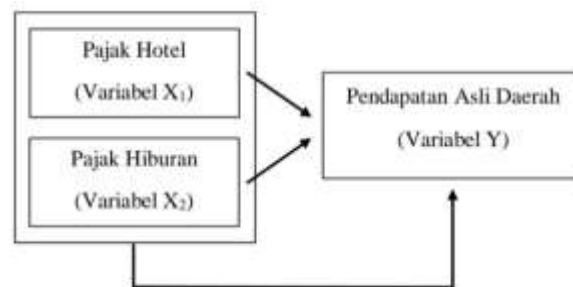 Pajak Hotel
(Variabel X₁)
Pajak Hiburan
(Variabel X₂)
Pendapatan Asli Daerah
(Variabel Y)